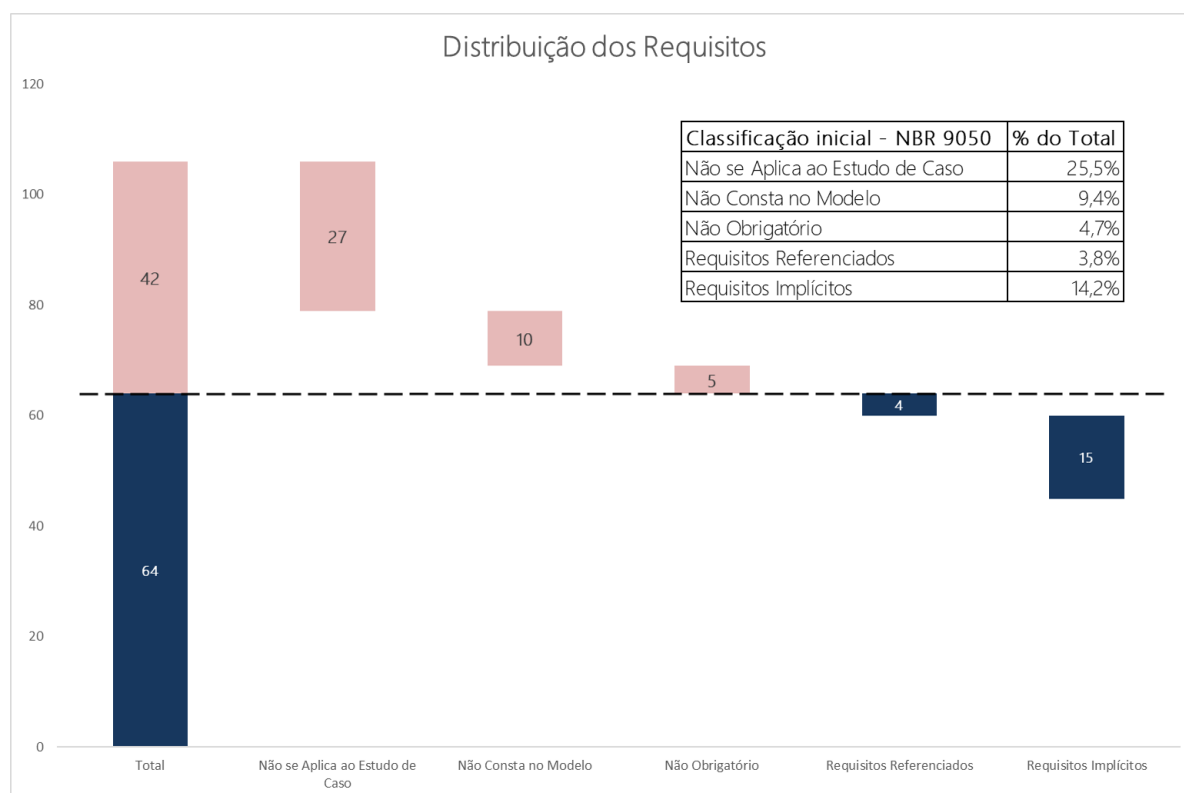 Distribuição dos Requisitos
120
100
80
60
40
20
0
Classificação inicial - NBR 9050 % do Total
Não se Aplica ao Estudo de Caso 25,5%
Não Consta no Modelo 9,4%
Não Obrigatório 4,7%
Requisitos Referenciados 3,8%
Requisitos Implícitos 14,2%
42
64
27
10
5
4
15
Total
Não se Aplica ao Estudo de
Caso
Não Consta no Modelo
Não Obrigatório
Requisitos Referenciados
Requisitos Implícitos